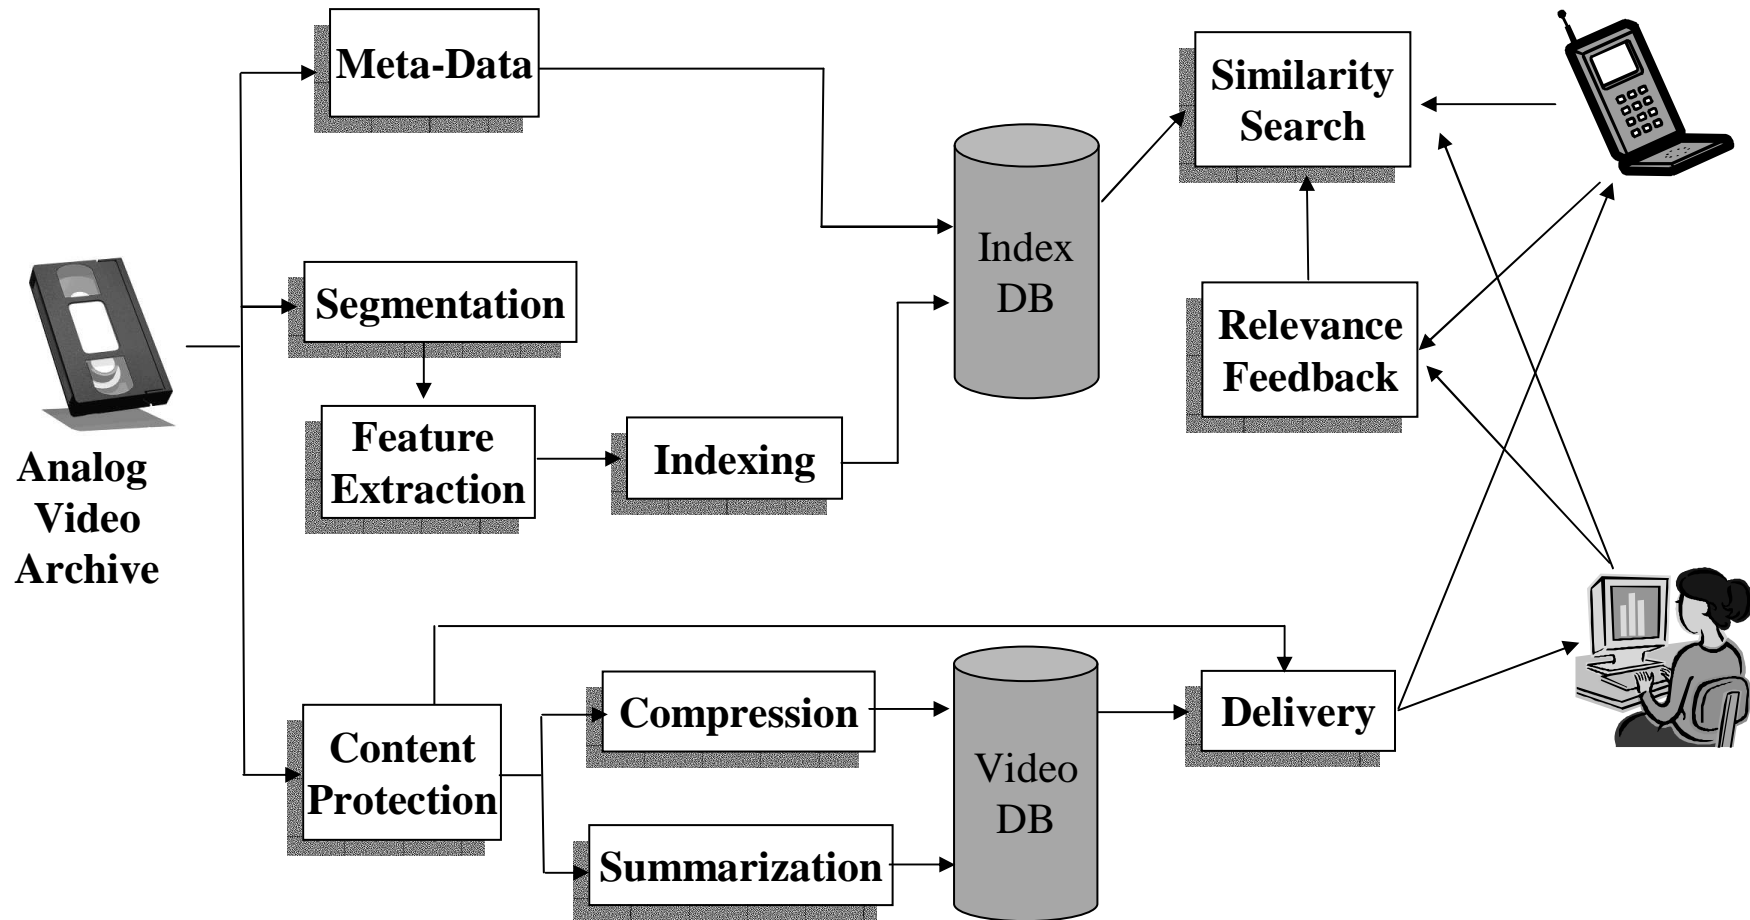 Meta-Data
Similarity
Search
Index
DB
Segmentation
Relevance
Feedback
Feature
Extraction
Indexing
Analog
Video
Archive
Content
Protection
Compression
Summarization
Video
DB
Delivery